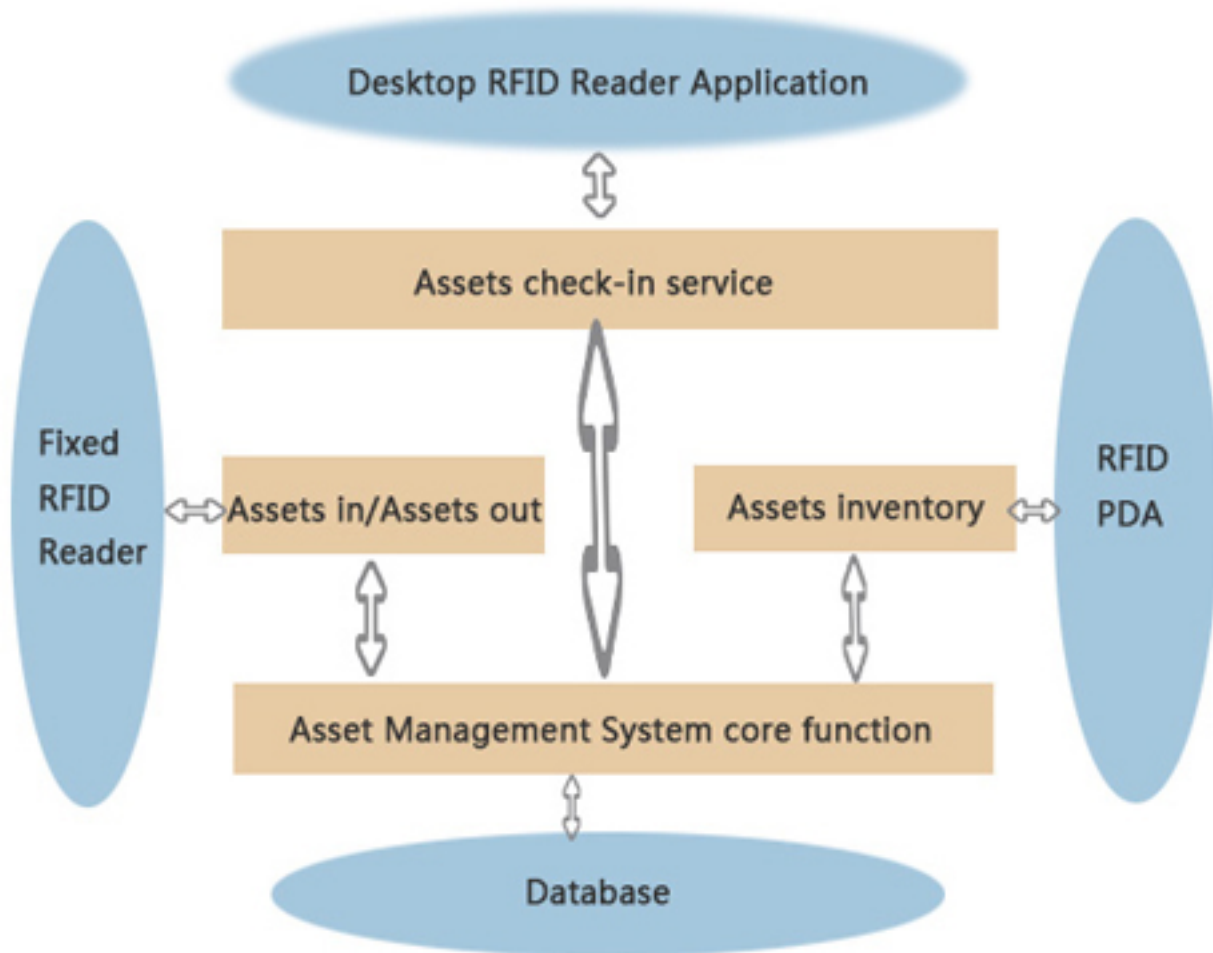 Desktop RFID Reader Application
Assets check-in service
Fixed
RFID
Reader
Assets in/Assets out
Assets inventory
RFID
PDA
Asset Management System core function
Database